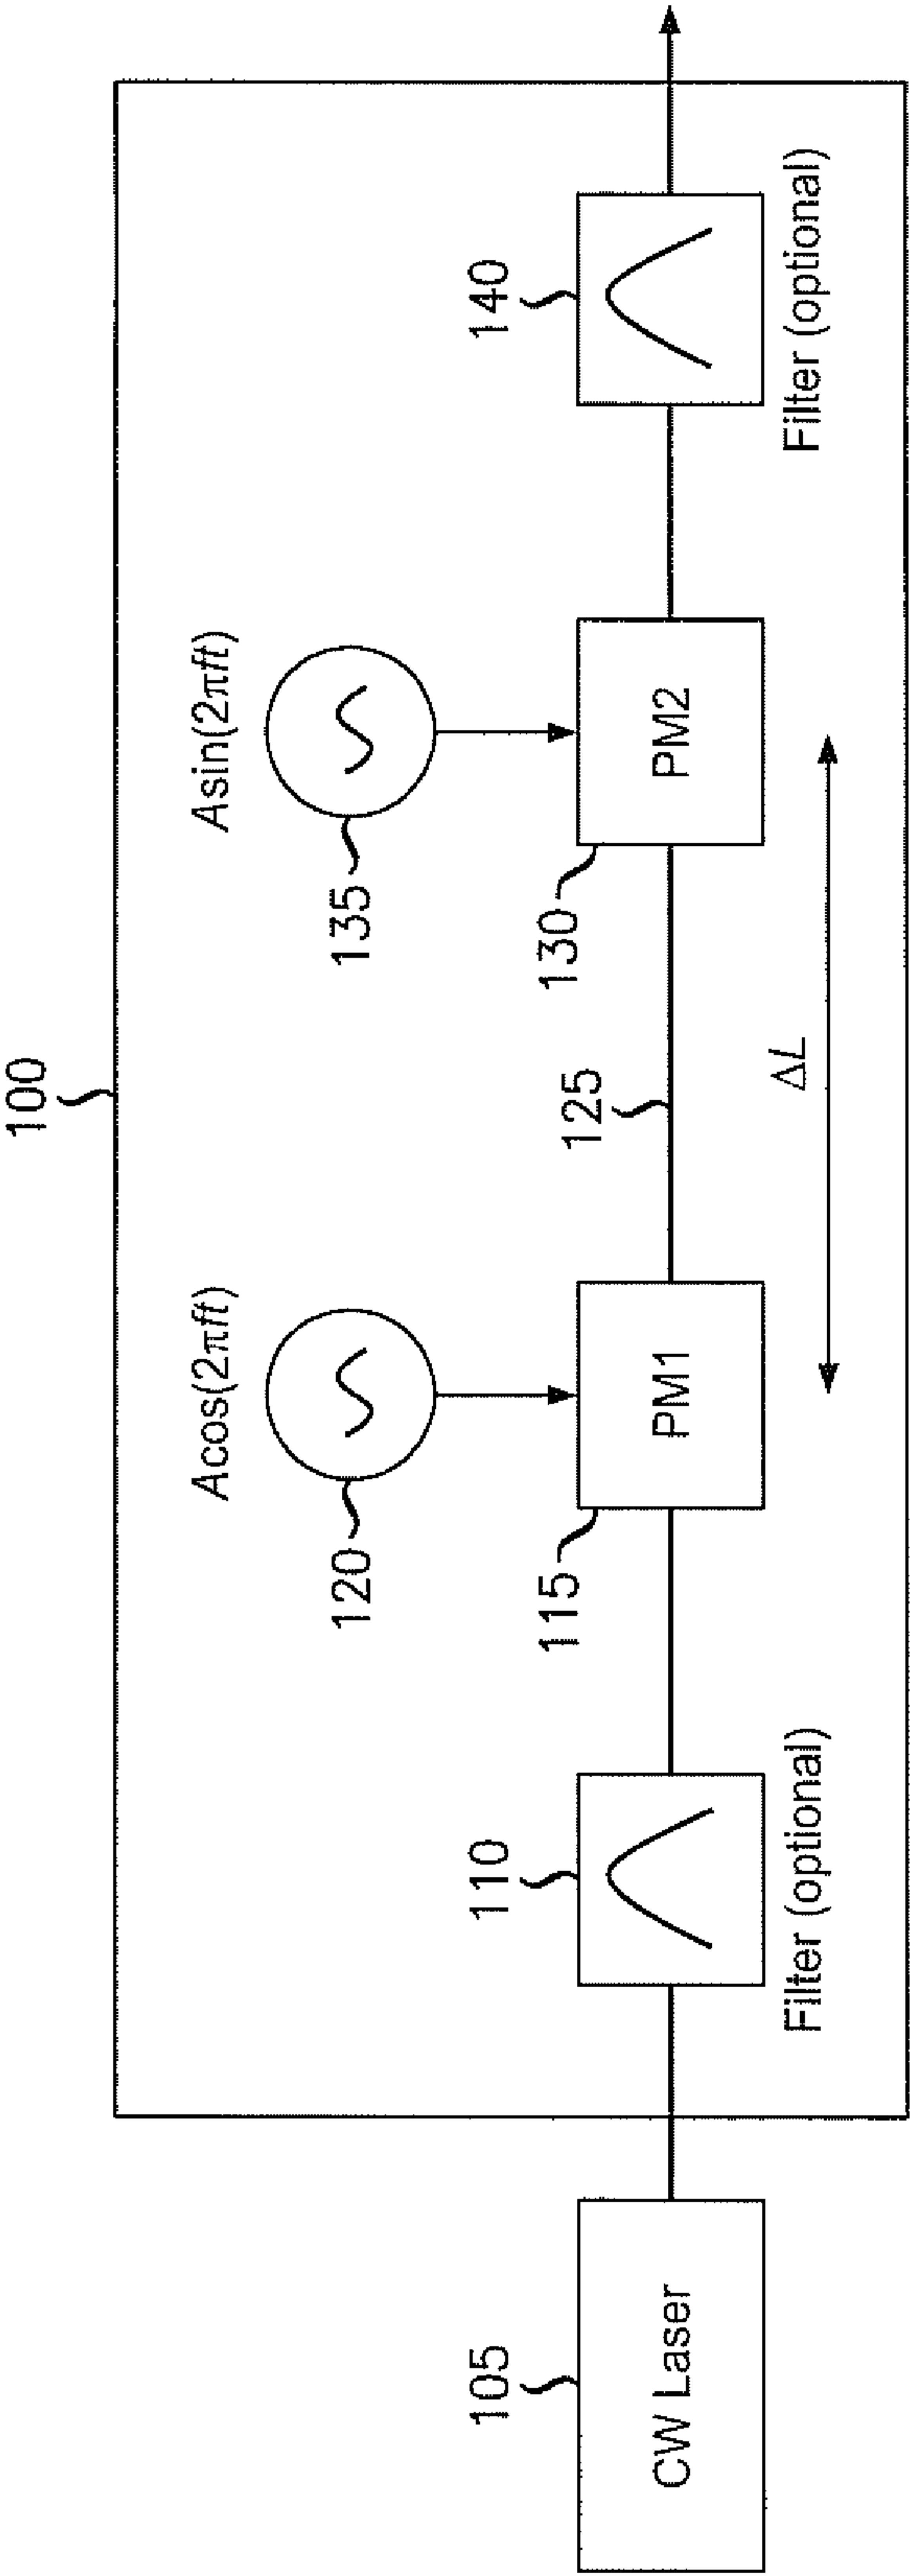 100
Acos(2πft)
Asin(2πft)
120
135
105
110
115
125
130
140
CW Laser
PM1
PM2
Filter (optional)
ΔL
Filter (optional)